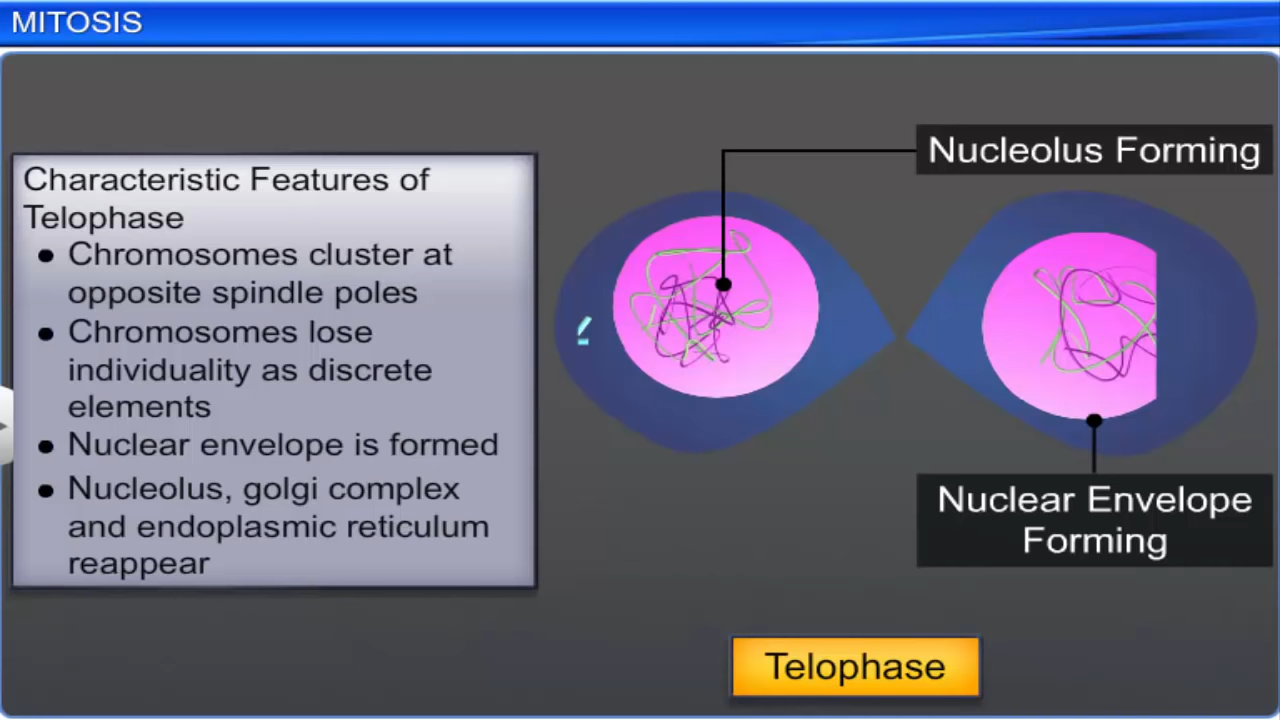 MITOSIS
Characteristic Features of
Telophase
● Chromosomes cluster at
opposite spindle poles
● Chromosomes lose
individuality as discrete
elements
● Nuclear envelope is formed
● Nucleolus, golgi complex
and endoplasmic reticulum
reappear
Nucleolus Forming
Nuclear Envelope
Forming
Telophase